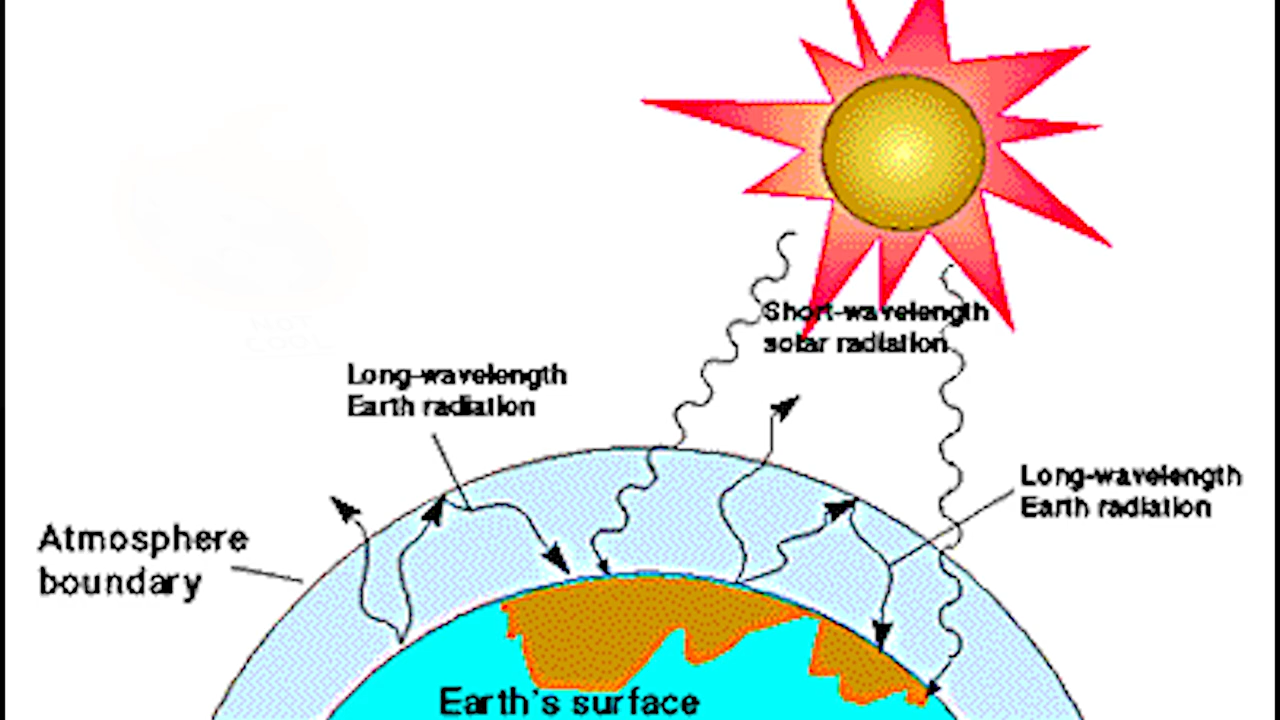 Short-wavelength
solar radiation
Long-wavelength
Earth radiation
Long-wavelength
Earth radiation
Atmosphere
boundary
Earth's surface